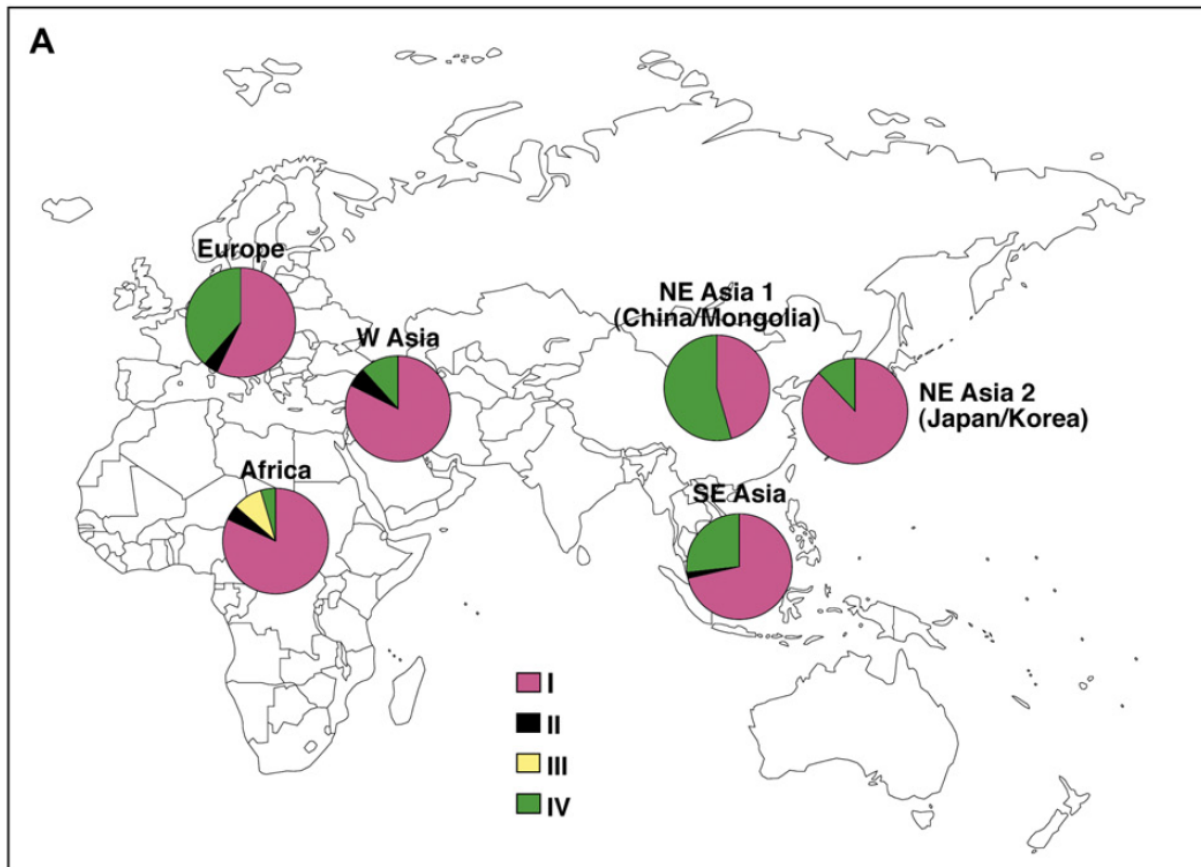 A
Europe
NE Asia 1
(China/Mongolia)
W Asia
NE Asia 2
(Japan/Korea)
Africa
SE Asia
I
II
III
IV